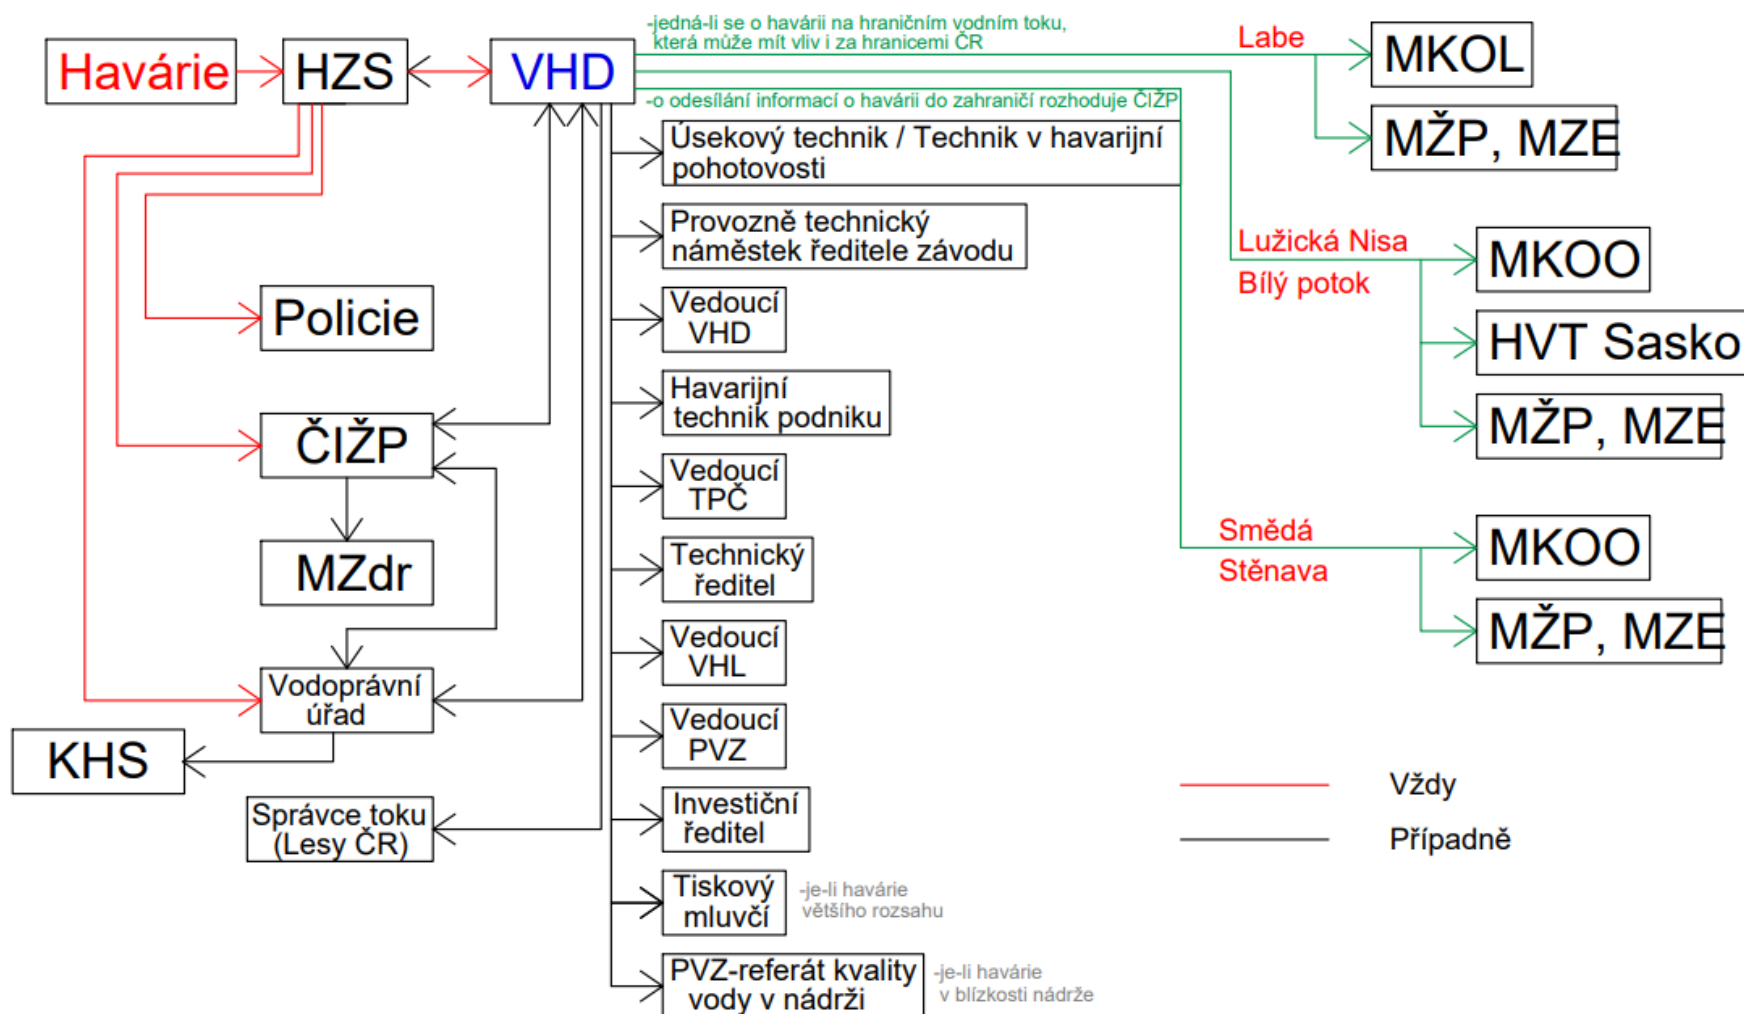 Havárie
HZS
VHD
-jedná-li se o havárii na hraničním vodním toku,
která může mít vliv i za hranicemi ČR
-o odesílání informací o havárii do zahraničí rozhoduje ČIŽP
Labe
MKOL
MŽP, MZE
Lužická Nisa
Bílý potok
MKOO
HVT Sasko
MŽP, MZE
Smědá
Stěnava
MKOO
MŽP, MZE
Úsekový technik / Technik v havarijní
pohotovosti
Provozně technický
náměstek ředitele závodu
Vedoucí
VHD
Havarijní
technik podniku
Vedoucí
TPČ
Technický
ředitel
Vedoucí
VHL
Vedoucí
PVZ
Investiční
ředitel
Tiskový
mluvčí
-je-li havárie
většího rozsahu
PVZ-referát kvality
vody v nádrži
-je-li havárie
v blízkosti nádrže
Policie
ČIŽP
MZdr
Vodoprávní
úřad
KHS
Správce toku
(Lesy ČR)
Vždy
Případně